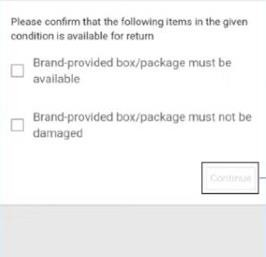 Please confirm that the following items in the given
condition is available for return
Brand-provided box/package must be
available
Brand-provided box/package must not be
damaged
Continue